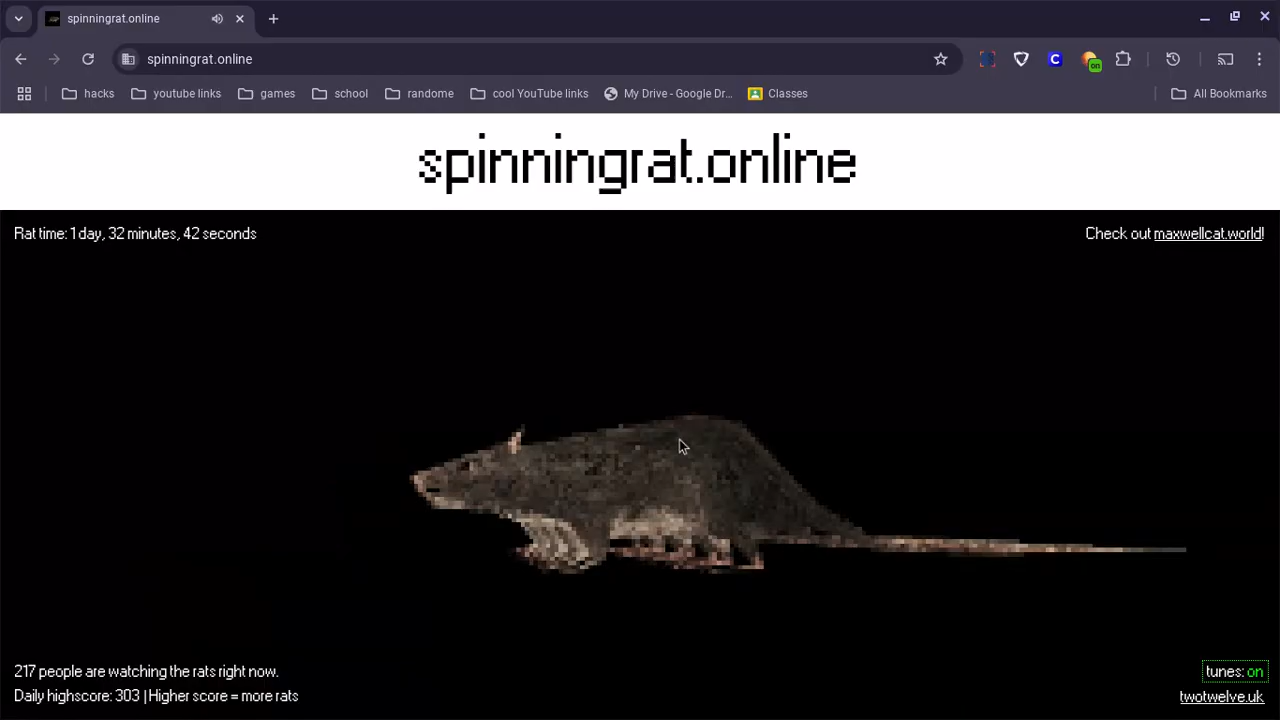 spinningrat.online
spinningrat.online
hacks
youtube links
games
school
randome
cool YouTube links
My Drive - Google Dr...
Classes
All Bookmarks
C
on
spinningrat.online
Rat time: 1 day, 32 minutes, 42 seconds
Check out maxwellcat.world!
217 people are watching the rats right now.
tunes: on
Daily highscore: 303 | Higher score = more rats
twotwelve.uk